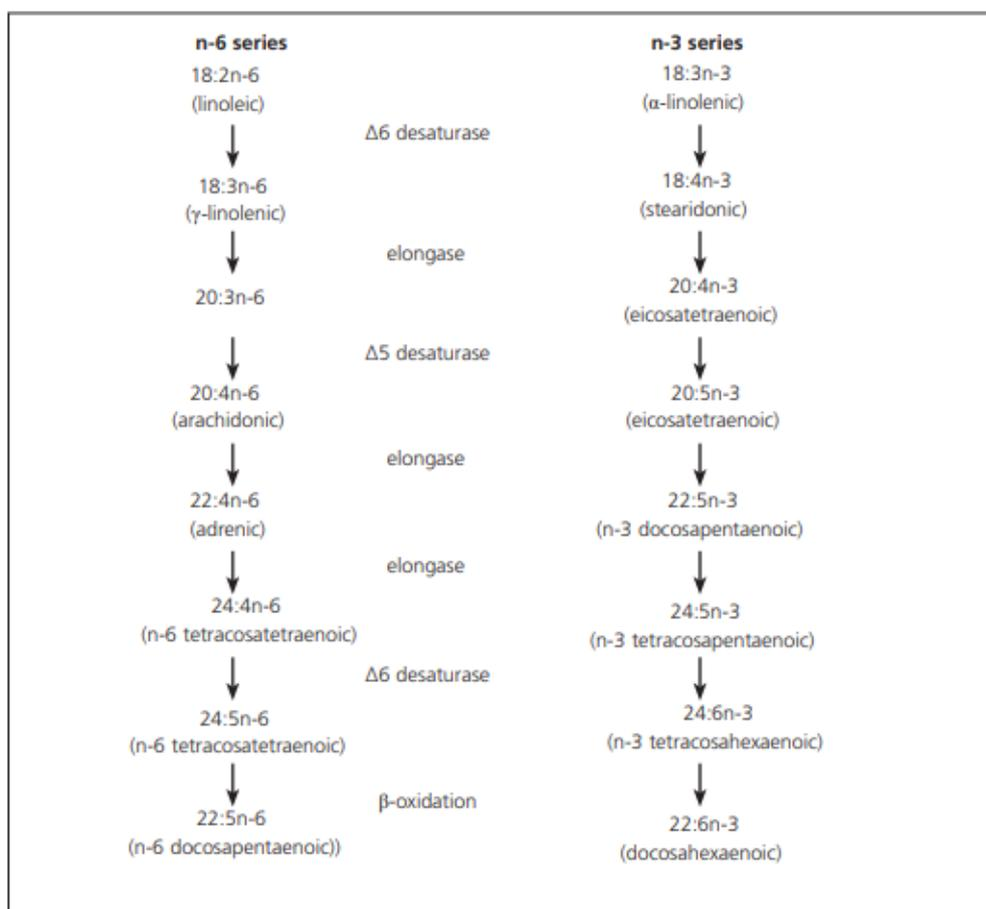 n-6 series
n-3 series
18:2n-6
18:3n-3
(linoleic)
(α-linolenic)
Δ6 desaturase
18:3n-6
18:4n-3
(γ-linolenic)
(stearidonic)
elongase
20:3n-6
20:4n-3
(eicosatetraenoic)
Δ5 desaturase
20:4n-6
20:5n-3
(arachidonic)
(eicosatetraenoic)
elongase
22:4n-6
22:5n-3
(adrenic)
(n-3 docosapentaenoic)
elongase
24:4n-6
24:5n-3
(n-6 tetracosatetraenoic)
(n-3 tetracosapentaenoic)
Δ6 desaturase
24:5n-6
24:6n-3
(n-6 tetracosatetraenoic)
(n-3 tetracosahexaenoic)
β-oxidation
22:5n-6
22:6n-3
(n-6 docosapentaenoic))
(docosahexaenoic)